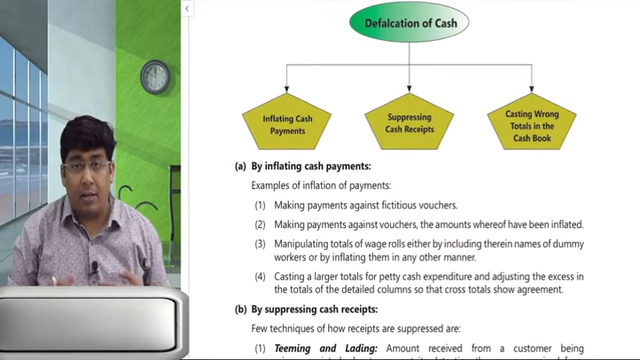 Defalcation of Cash
Inflating Cash
Payments
Suppressing
Cash Receipts
Casting Wrong
Totals in the
Cash Book
(a) By inflating cash payments:
Examples of inflation of payments:
(1) Making payments against fictitious vouchers.
(2) Making payments against vouchers, the amounts whereof have been inflated.
(3) Manipulating totals of wage rolls either by including therein names of dummy
workers or by inflating them in any other manner.
(4) Casting a larger totals for petty cash expenditure and adjusting the excess in
the totals of the detailed columns so that cross totals show agreement.
(b) By suppressing cash receipts:
Few techniques of how receipts are suppressed are:
(1) Teeming and Lading: Amount received from a customer being